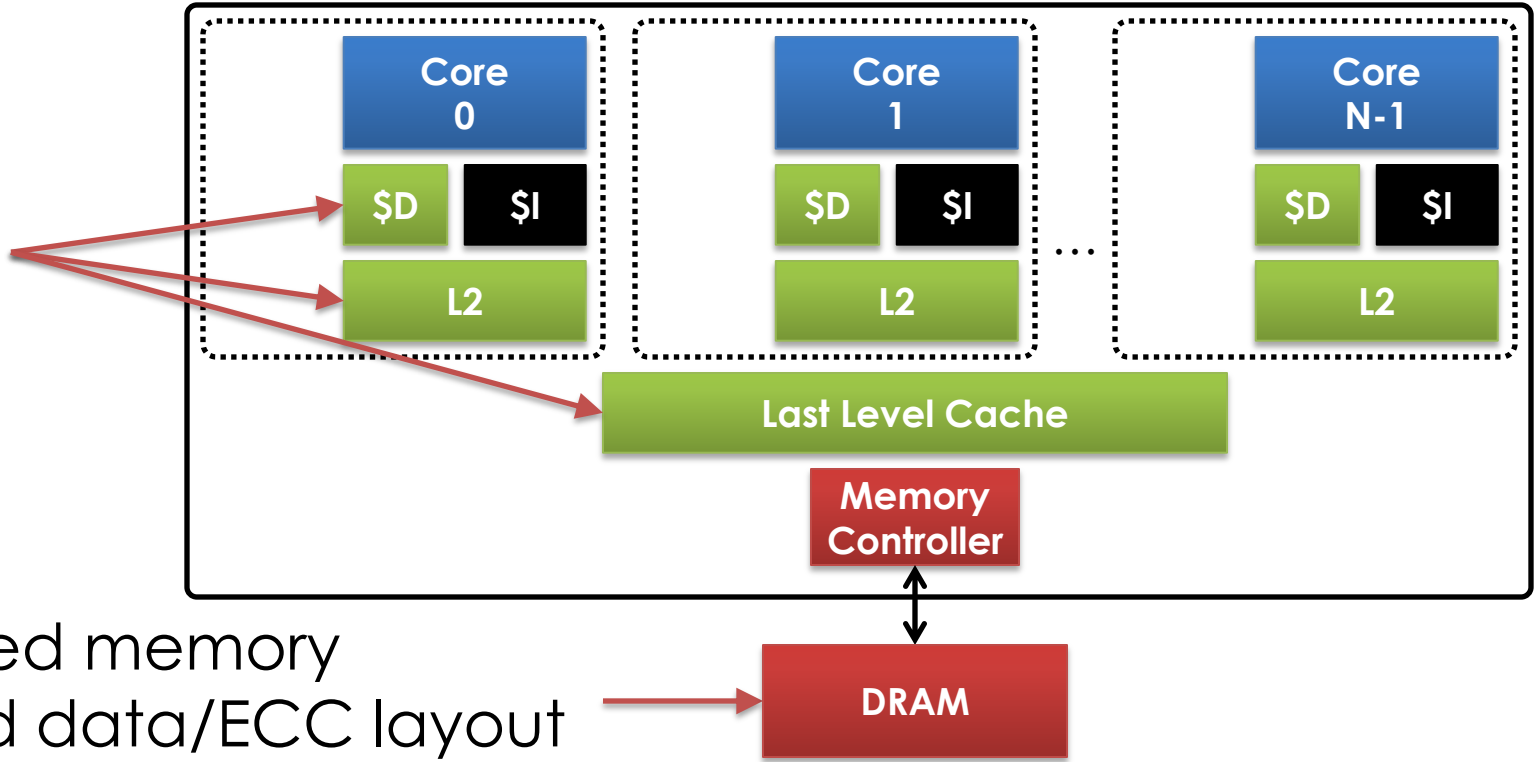 Core
0
Core
1
Core
N-1
$D
$I
$D
$I
...
$D
$I
L2
L2
L2
Last Level Cache
Memory
Controller
ed memory
d data/ECC layout
DRAM